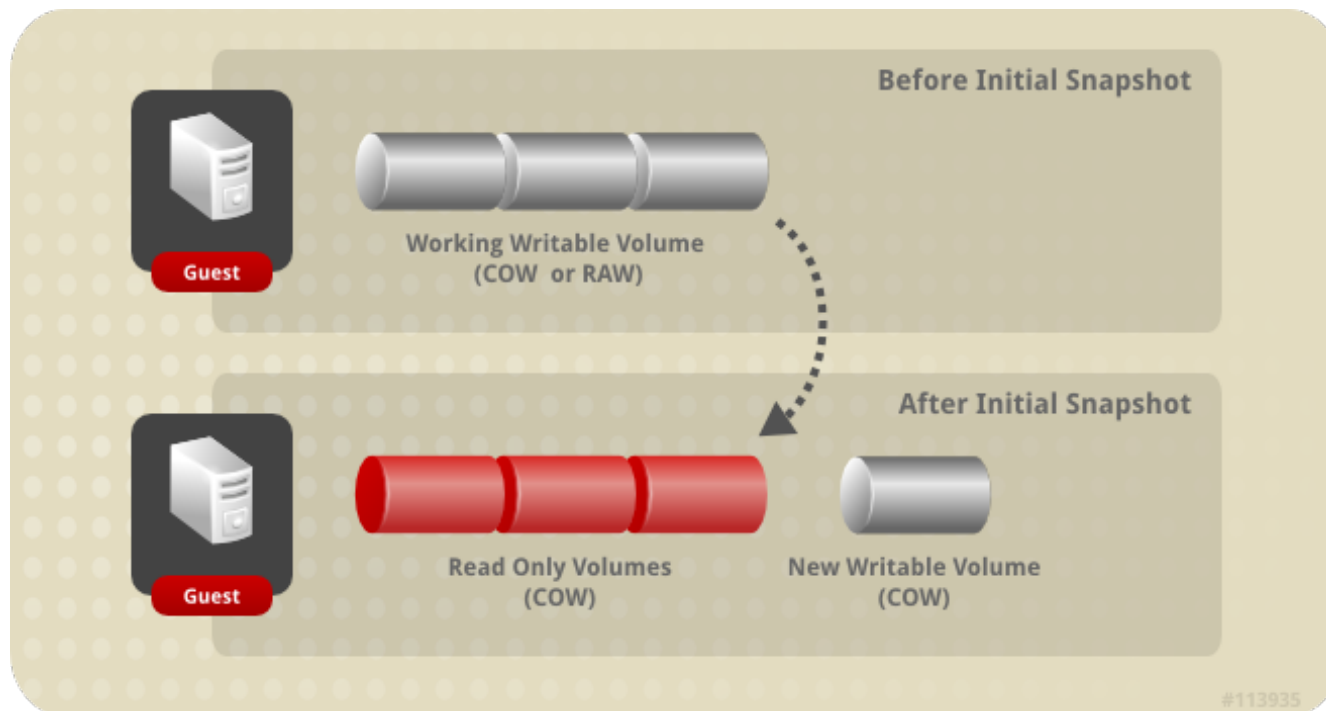 Before Initial Snapshot
Guest
Working Writable Volume
(COW or RAW)
After Initial Snapshot
Guest
Read Only Volumes
(COW)
New Writable Volume
(COW)
#113935